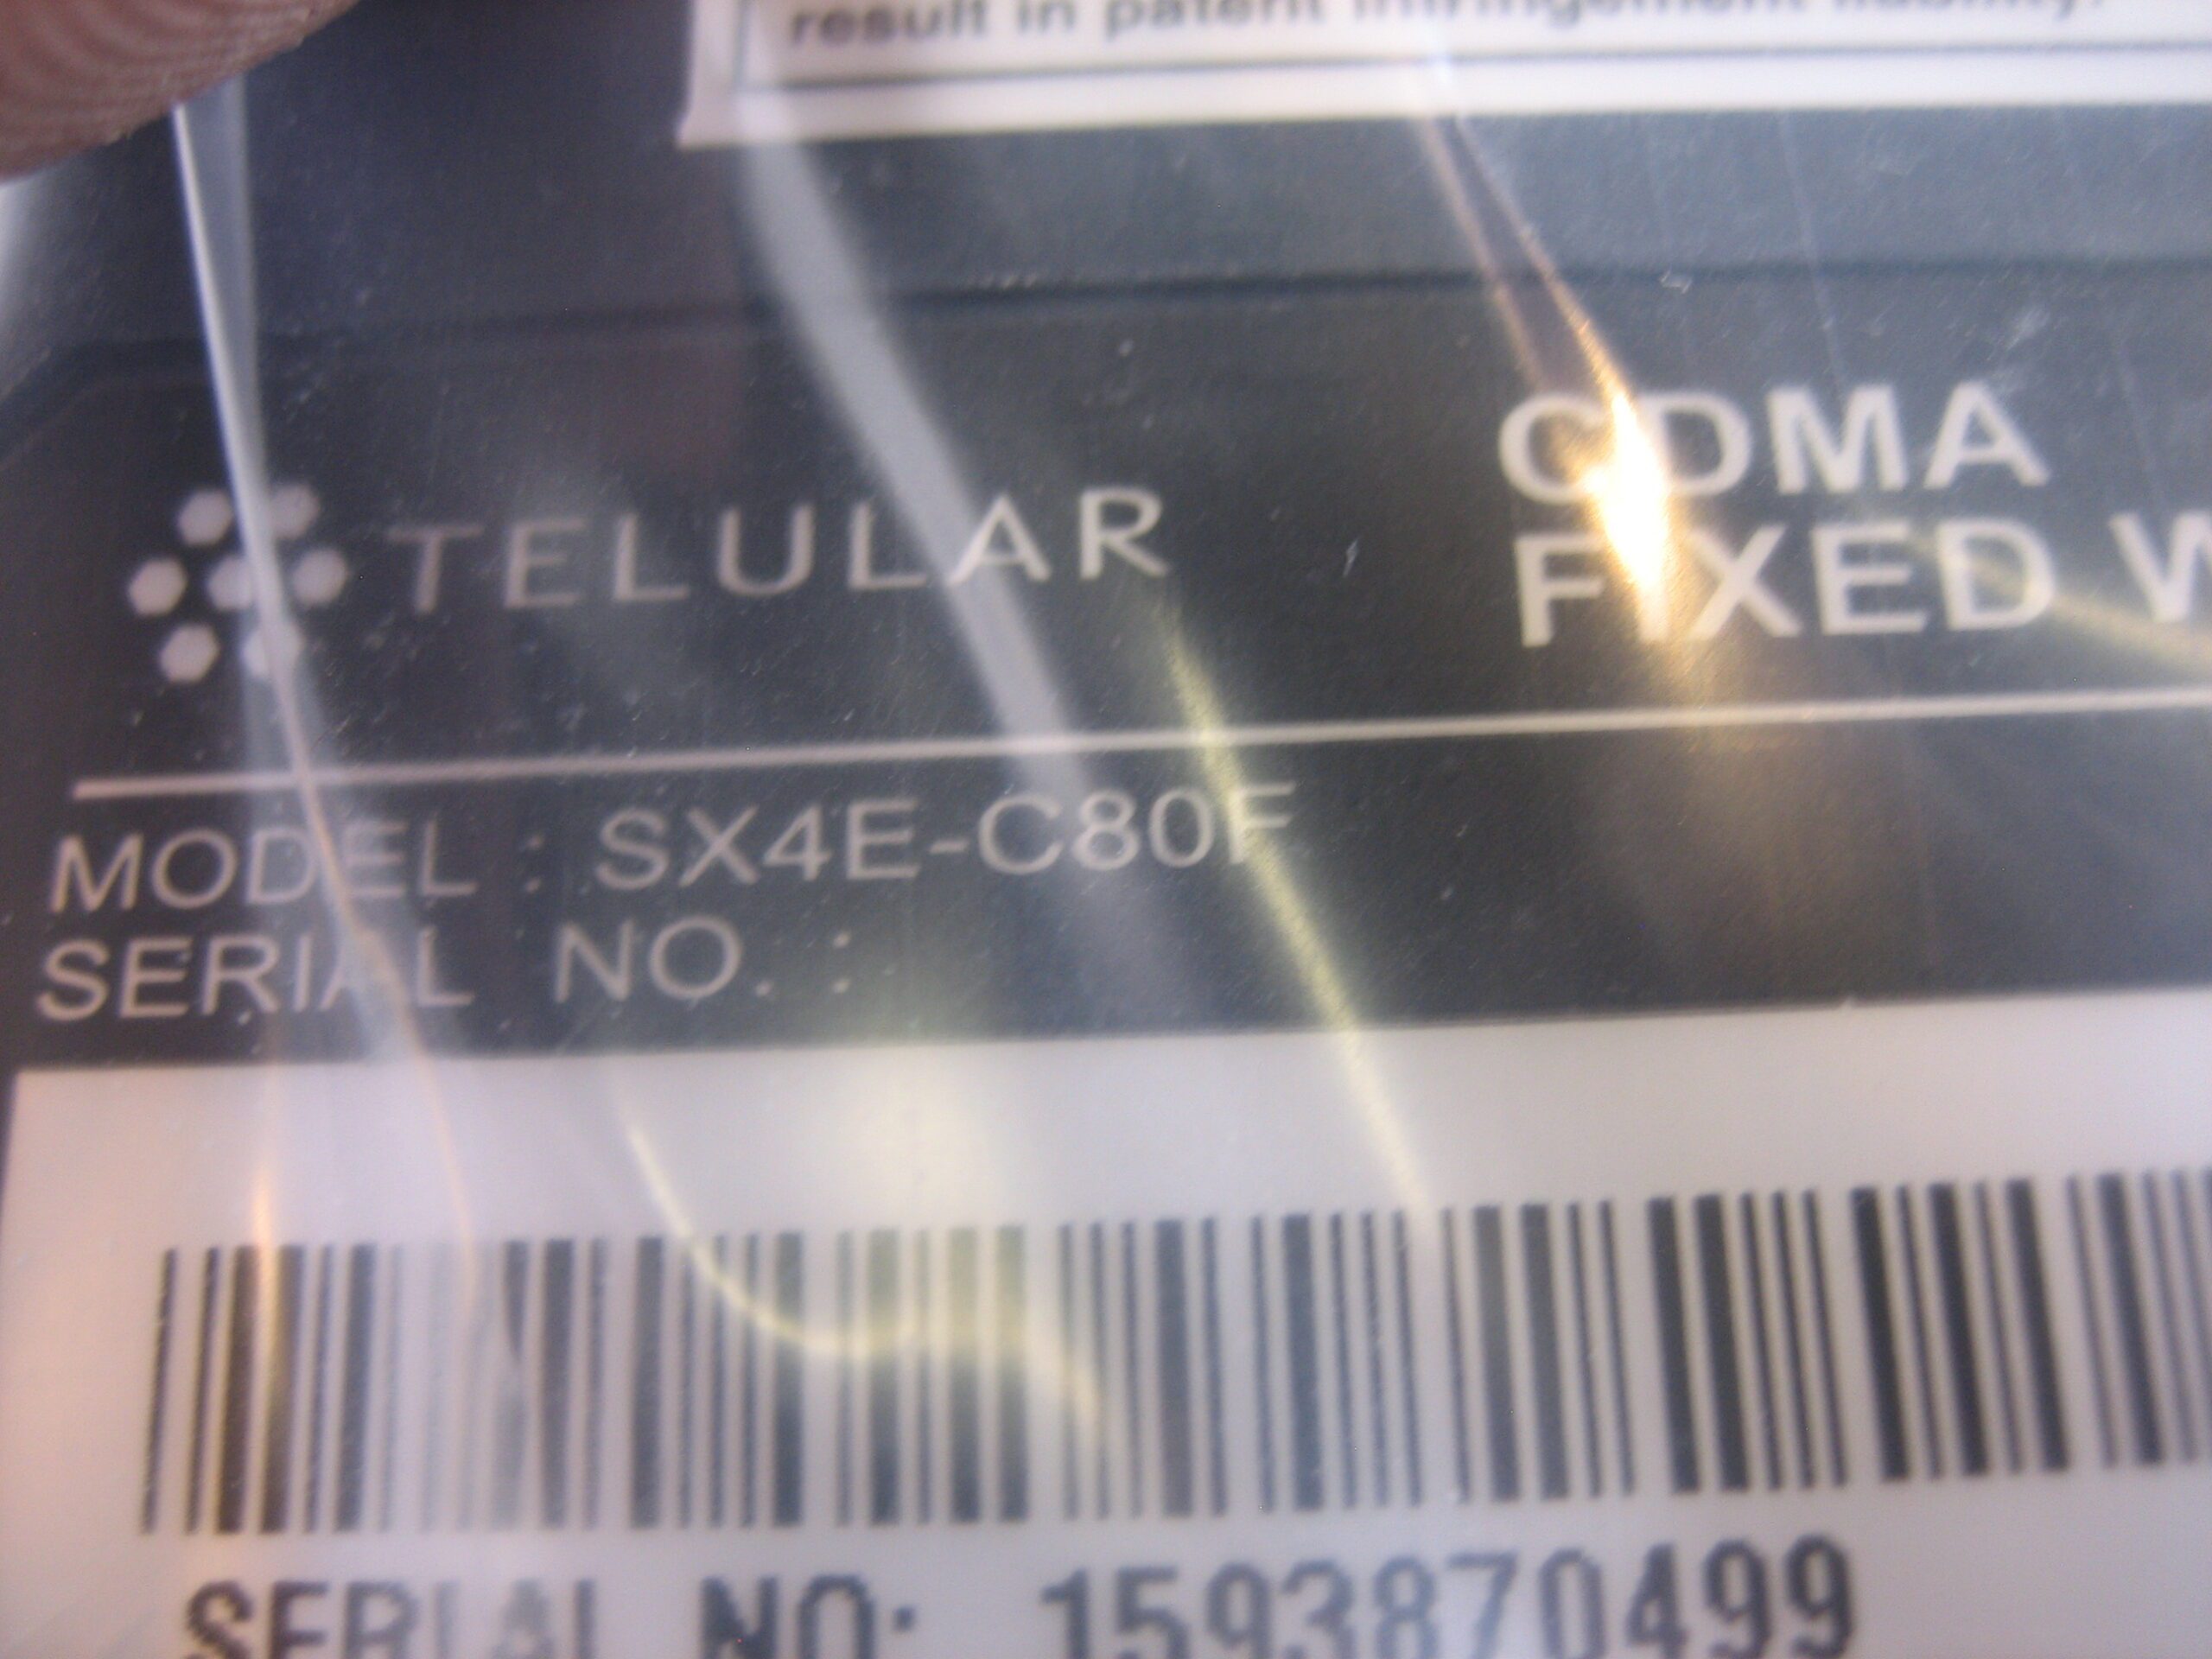 result in patent infringement liability.
TELULAR
CDMA
FIXED W
MODEL : SX4E-C80F
SERIAL NO. :
SERIAL NO: 1593870499